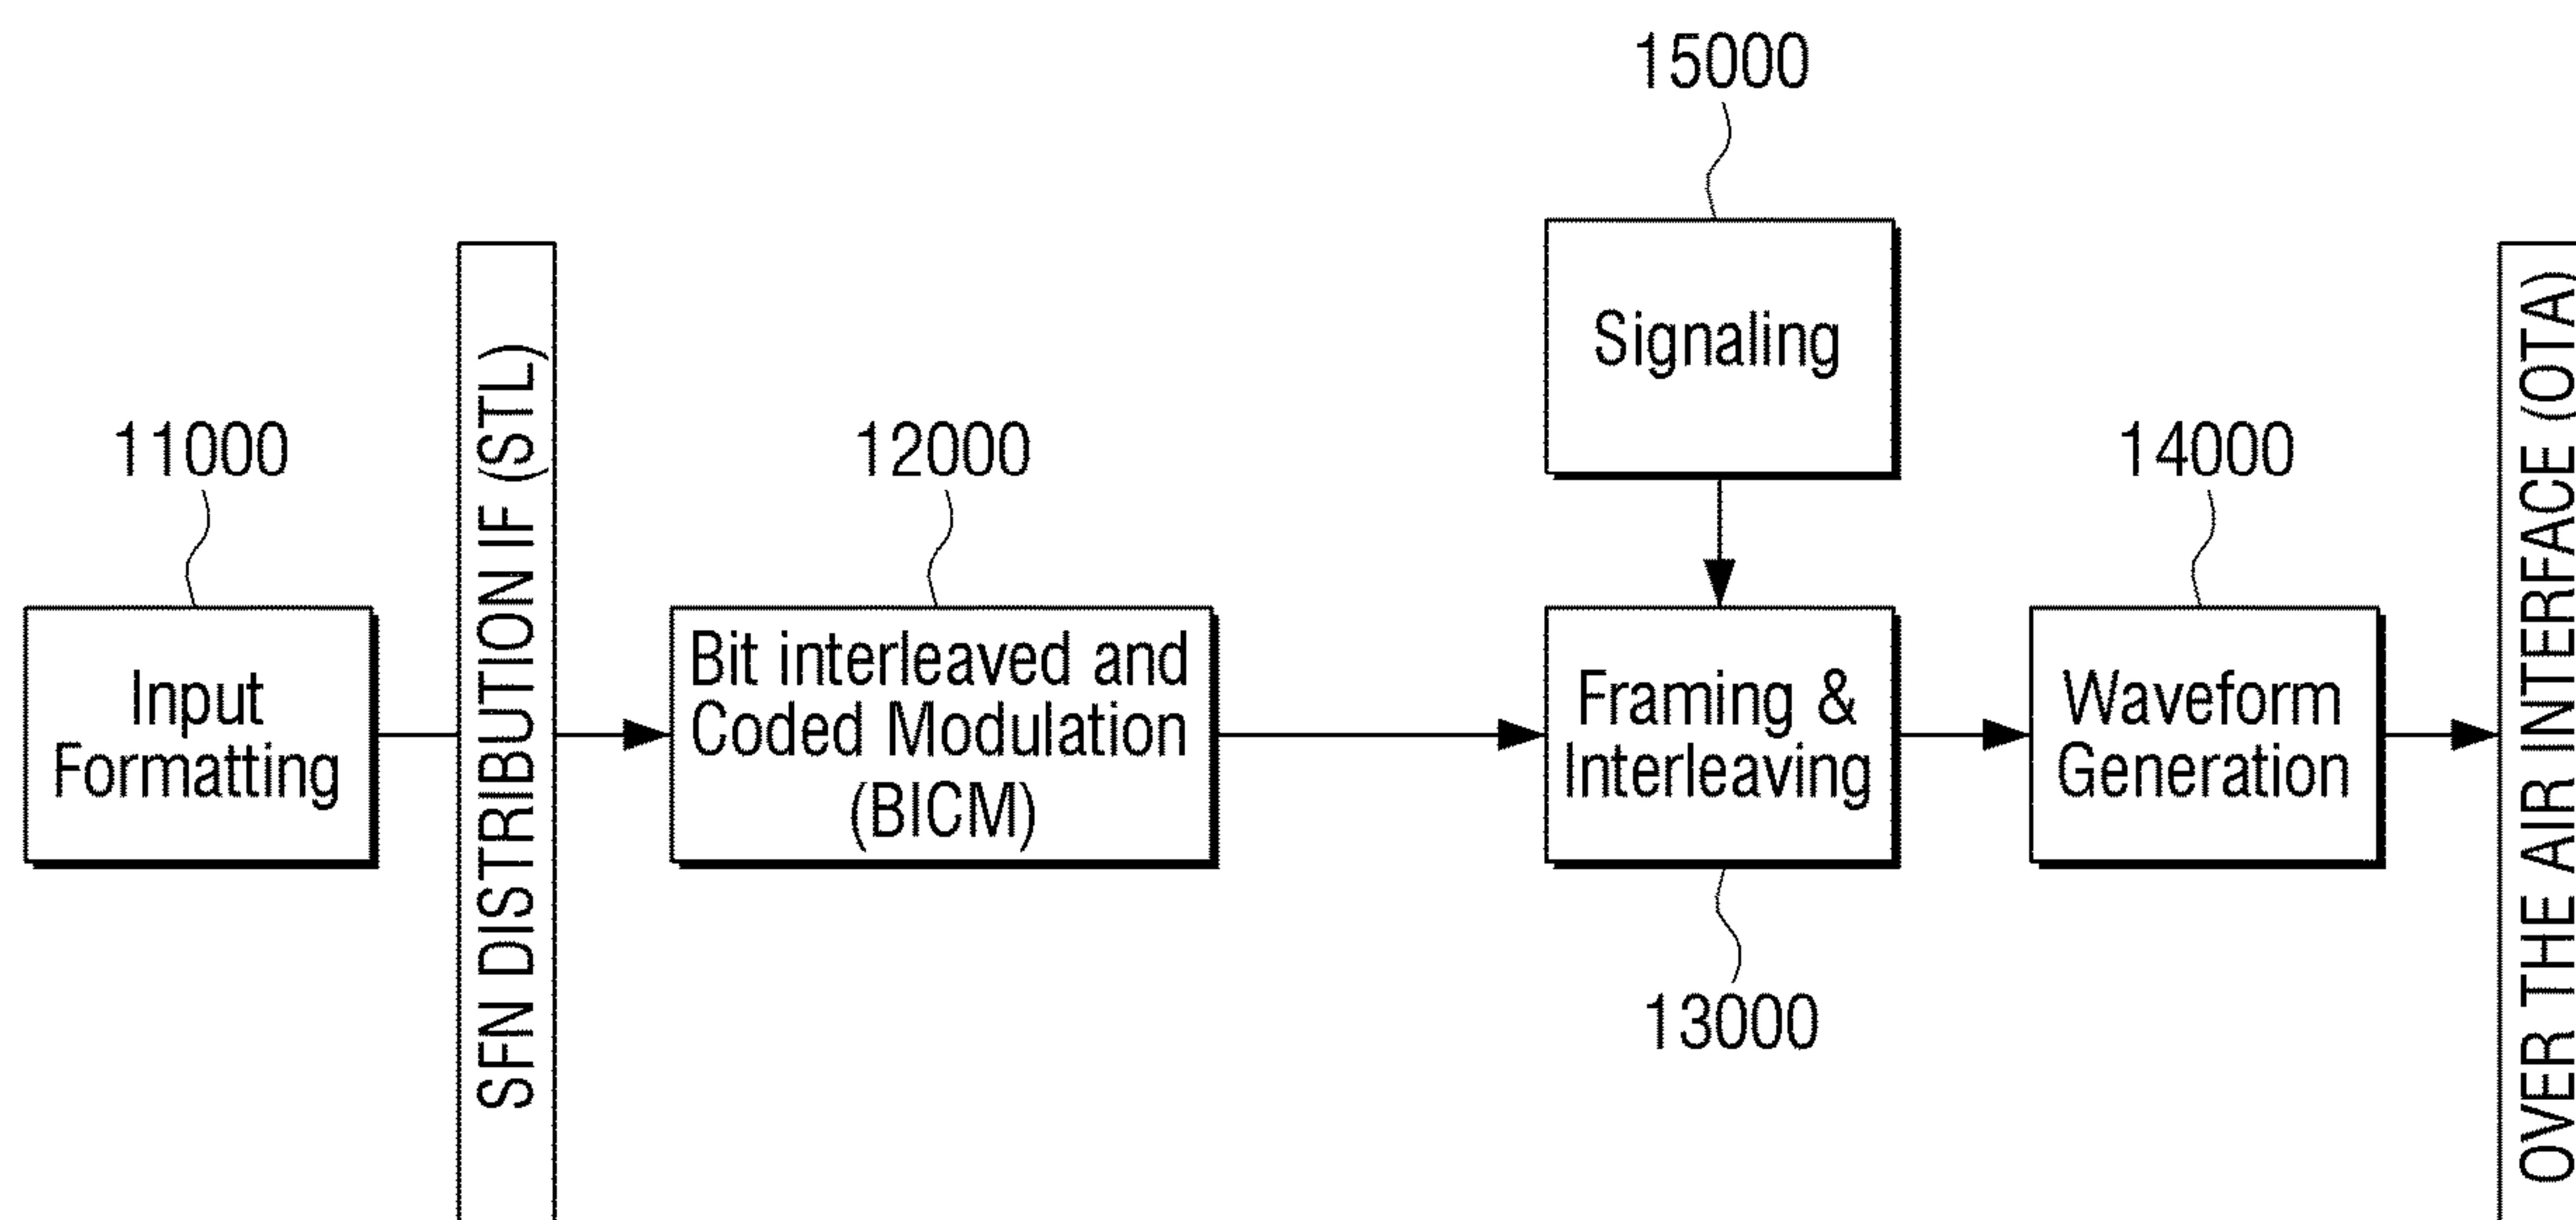 15000
Signaling
11000
12000
14000
SFN DISTRIBUTION IF (STL)
OVER THE AIR INTERFACE (OTA)
Input
Formatting
Bit interleaved and
Coded Modulation
(BICM)
Framing &
Interleaving
Waveform
Generation
13000